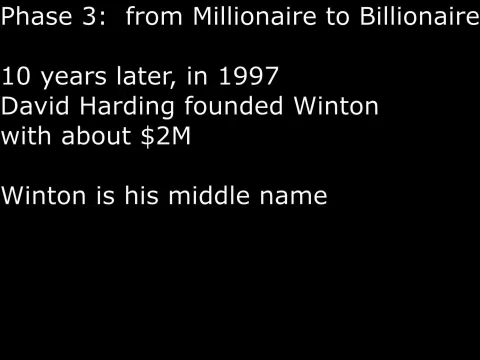 Phase 3:  from Millionaire to Billionaire
10 years later, in 1997
David Harding founded Winton
with about $2M
Winton is his middle name